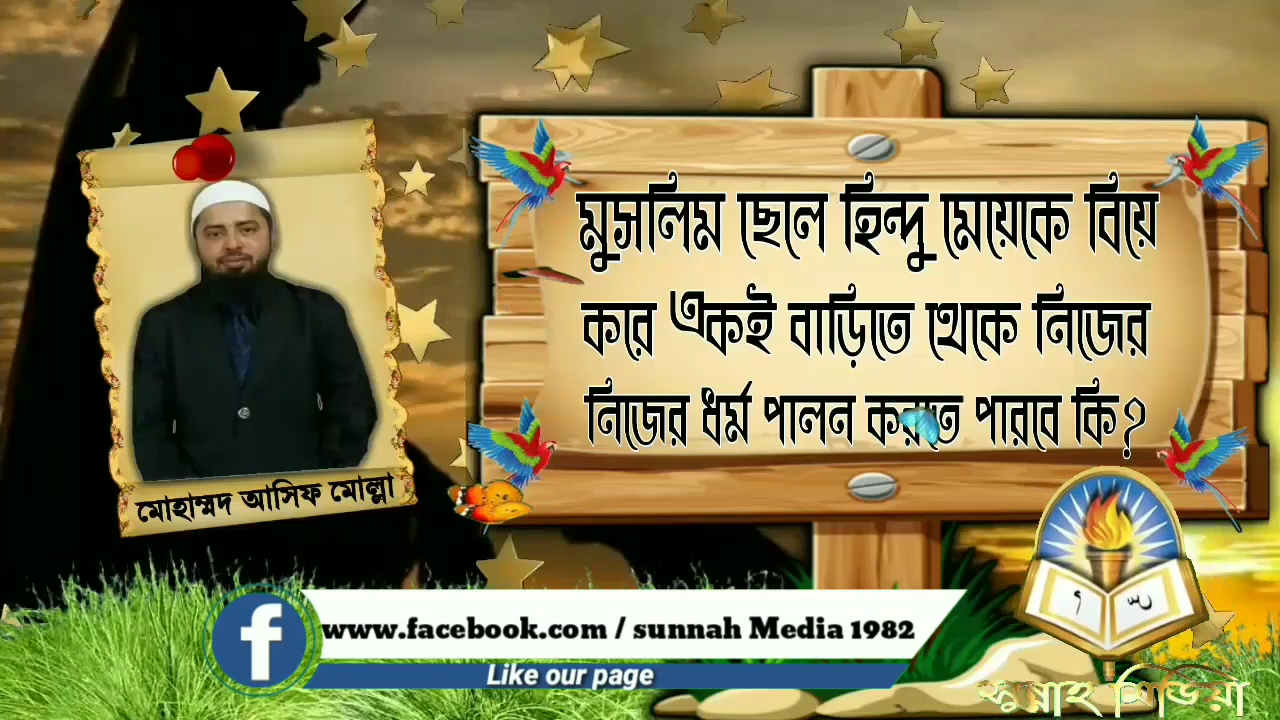 মুসলিম ছেলে হিন্দু মেয়েকে বিয়ে
করে একই বাড়িতে থেকে নিজের
নিজের ধর্ম পালন করতে পারবে কি?
মোহাম্মদ আসিফ মোল্লা
www.facebook.com / sunnah Media 1982
Like our page
সুন্নাহ মিডিয়া